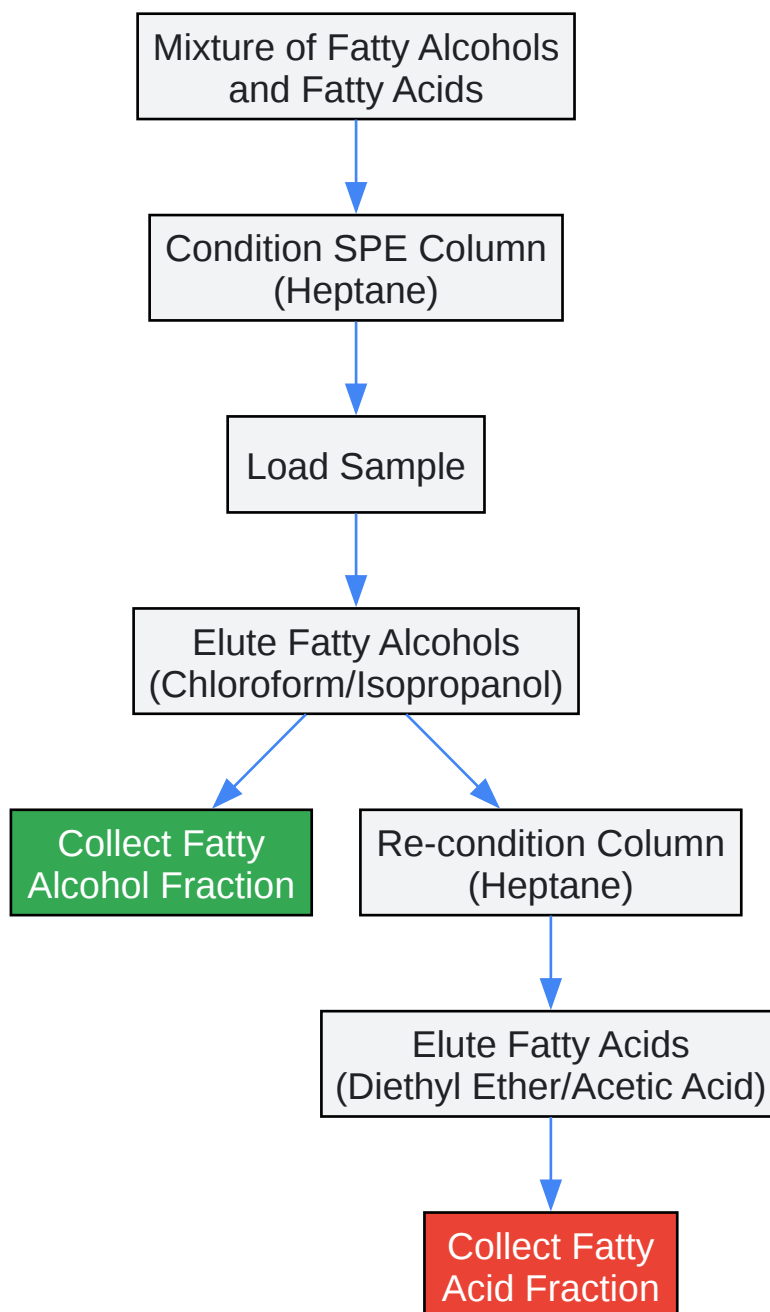 Mixture of Fatty Alcohols
and Fatty Acids
Condition SPE Column
(Heptane)
Load Sample
Elute Fatty Alcohols
(Chloroform/Isopropanol)
Collect Fatty
Alcohol Fraction
Re-condition Column
(Heptane)
Elute Fatty Acids
(Diethyl Ether/Acetic Acid)
Collect Fatty
Acid Fraction